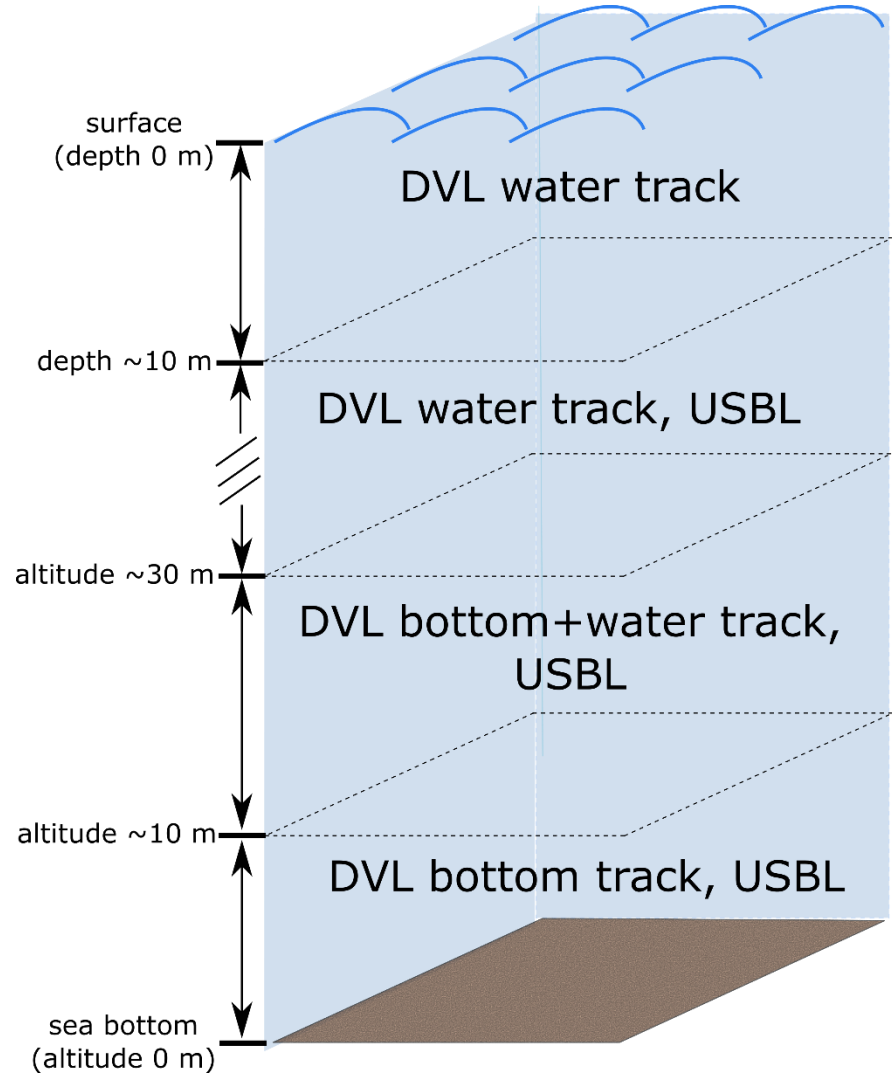 surface
(depth 0 m)
DVL water track
depth ~10 m
DVL water track, USBL
altitude ~30 m
DVL bottom+water track,
USBL
altitude ~10 m
DVL bottom track, USBL
sea bottom
(altitude 0 m)